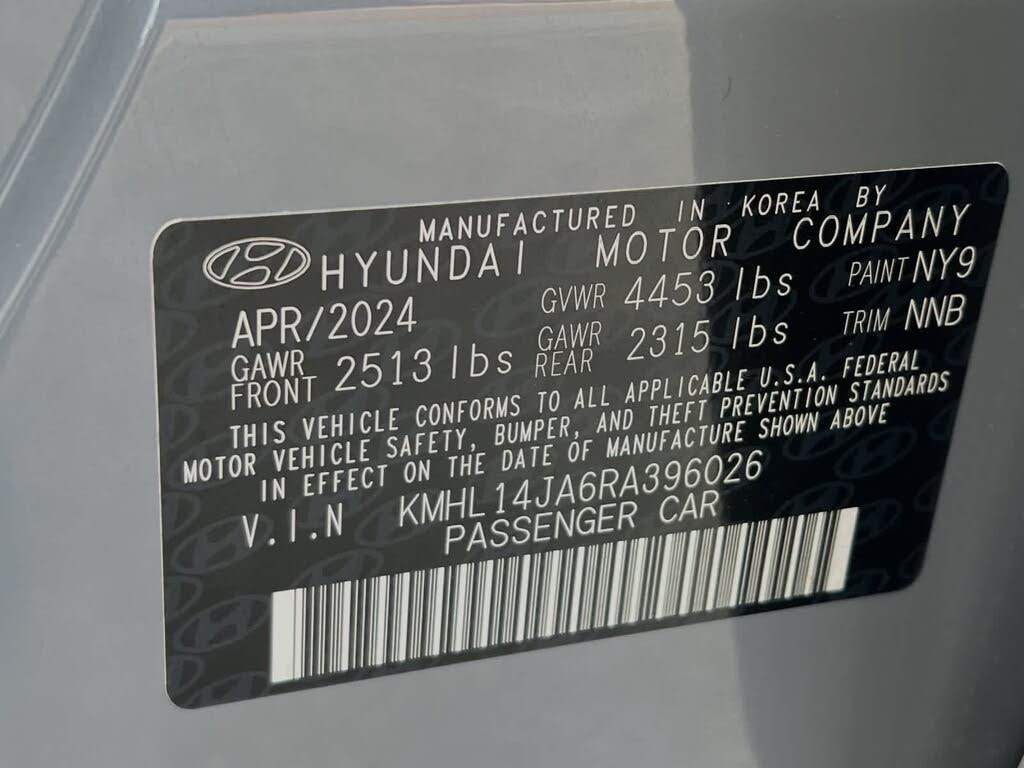 MANUFACTURED IN KOREA BY
HYUNDAI MOTOR COMPANY
APR/2024 GVWR 4453 lbs PAINT NY9
GAWR FRONT 2513 lbs GAWR REAR 2315 lbs TRIM NNB
THIS VEHICLE CONFORMS TO ALL APPLICABLE U.S.A. FEDERAL
MOTOR VEHICLE SAFETY, BUMPER, AND THEFT PREVENTION STANDARDS
IN EFFECT ON THE DATE OF MANUFACTURE SHOWN ABOVE
V.I.N KMHL14JA6RA396026
PASSENGER CAR